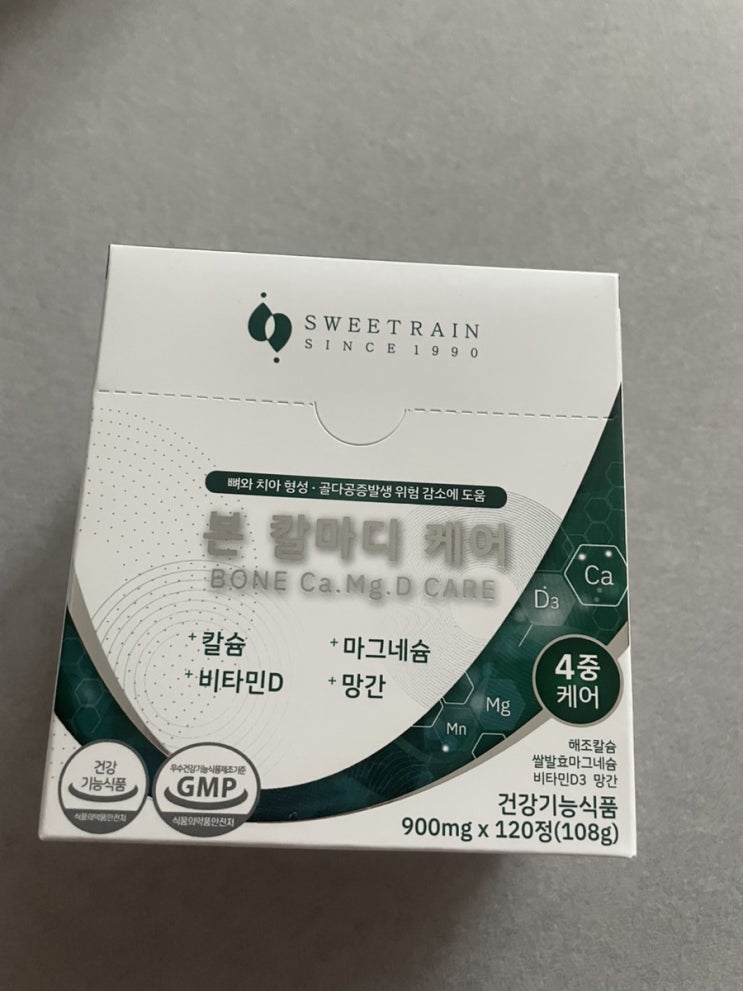 SWEETRAIN
SINCE 1990
뼈와 치아 형성 · 골다공증발생 위험 감소에 도움
본 칼마디 케어
BONE Ca.Mg.D CARE
+칼슘 +마그네슘
+비타민D +망간
Ca
D3
Mg
Mn
4중
케어
해조칼슘
쌀발효마그네슘
비타민D3 망간
건강기능식품
900mg x 120정(108g)
건강
기능식품
식품의약품안전처
우수건강기능식품제조기준
GMP
식품의약품안전처